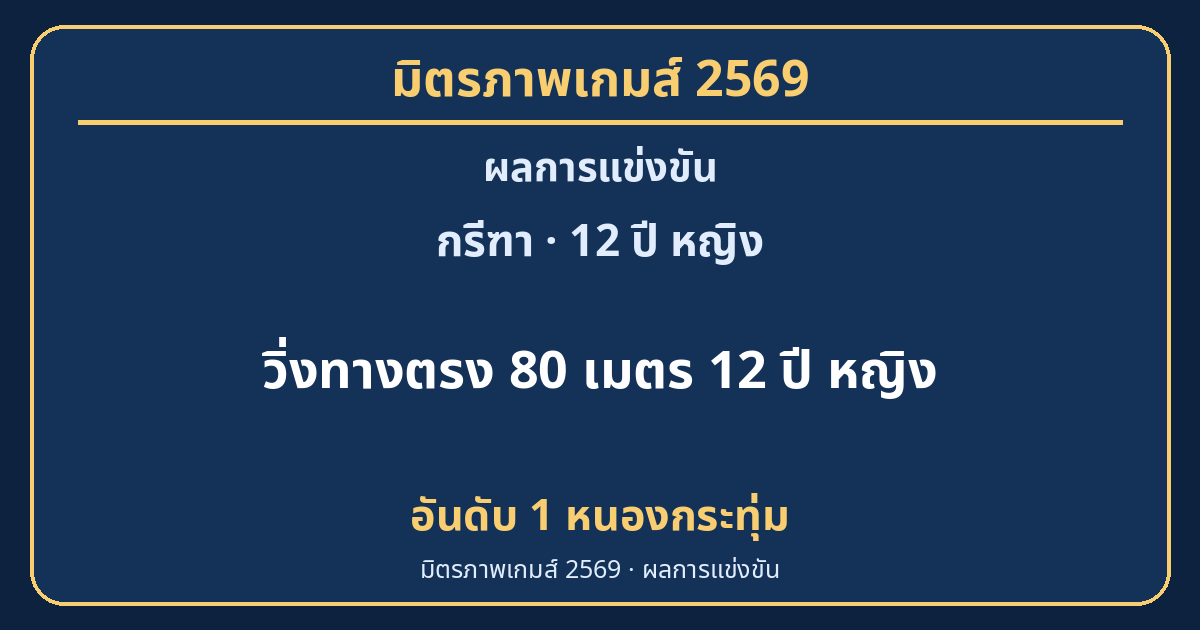 มิตรภาพเกมส์ 2569
ผลการแข่งขัน
กรีฑา · 12 ปี หญิง
วิ่งทางตรง 80 เมตร 12 ปี หญิง
อันดับ 1 หนองกระทุ่ม
มิตรภาพเกมส์ 2569 · ผลการแข่งขัน